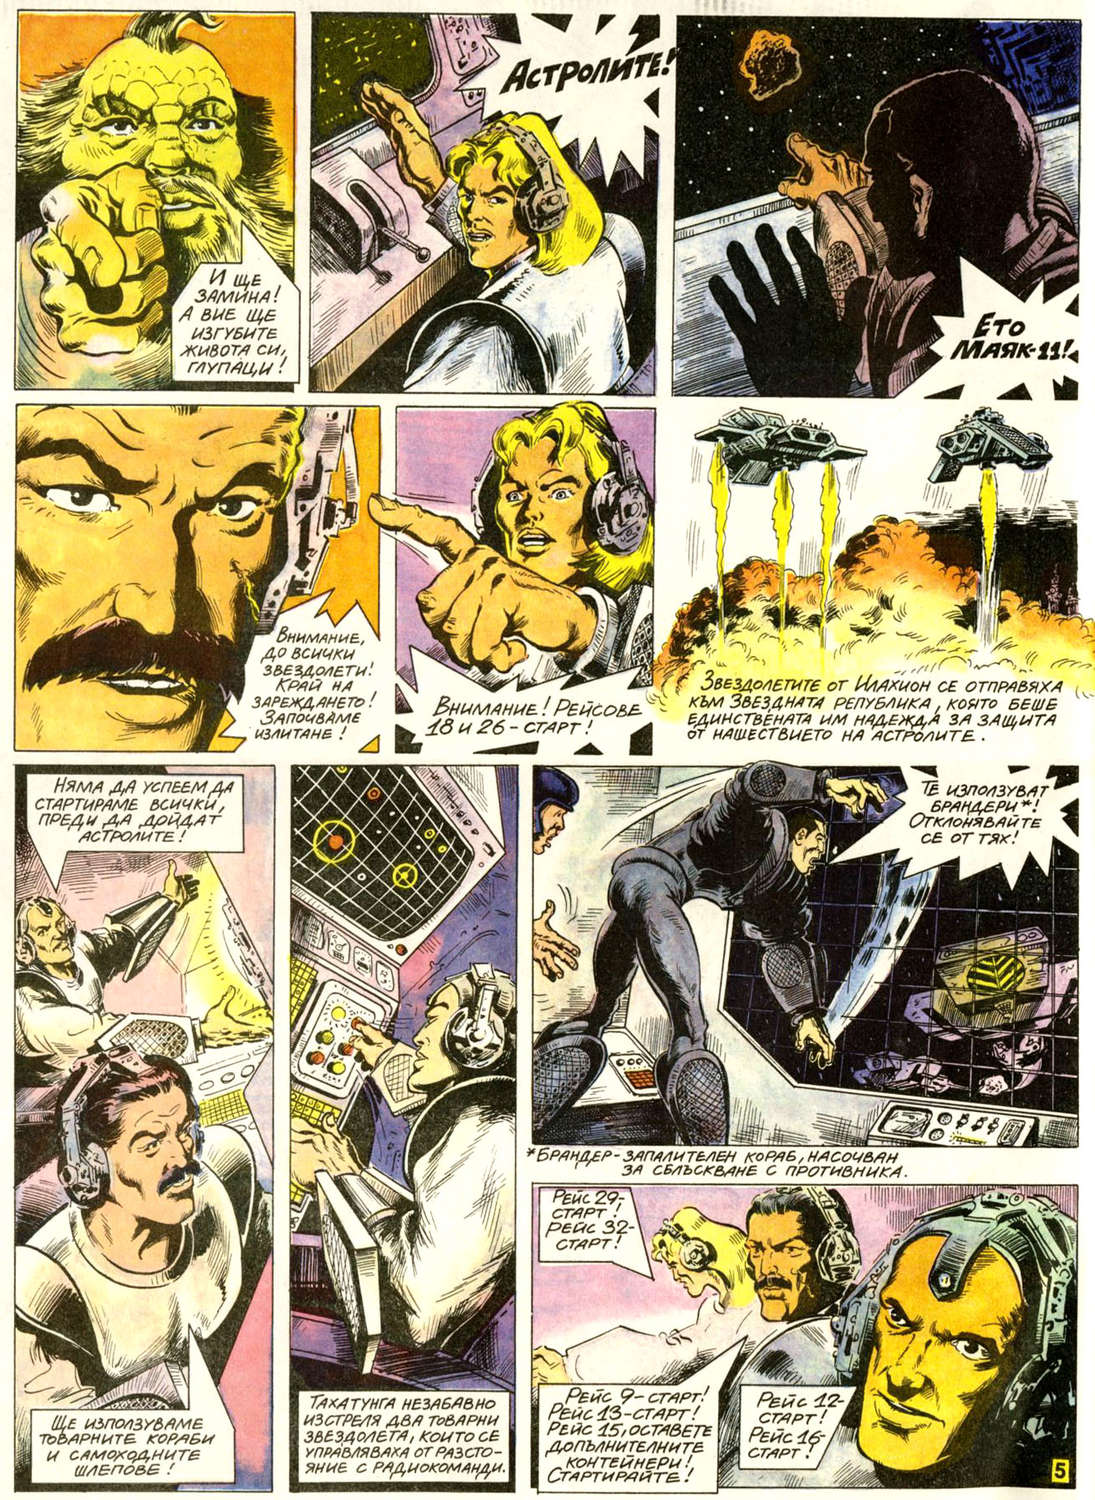 И ЩЕ
ЗАМИНА!
А ВИЕ ЩЕ
ИЗГУБИТЕ
ЖИВОТА СИ,
ГЛУПАЦИ!
АСТРОЛИТЕ!
ЕТО
МАЯК-11!
ВНИМАНИЕ,
ДО ВСИЧКИ
ЗВЕЗДОЛЕТИ!
КРАЙ НА
ЗАРЕЖДАНЕТО!
ЗАПОЧВАМЕ
ИЗЛИТАНЕ!
ВНИМАНИЕ! РЕЙСОВЕ
18 И 26 - СТАРТ!
ЗВЕЗДОЛЕТИТЕ ОТ ИЛАХИОН СЕ ОТПРАВЯХА
КЪМ ЗВЕЗДНАТА РЕПУБЛИКА, КОЯТО БЕШЕ
ЕДИНСТВЕНАТА ИМ НАДЕЖДА ЗА ЗАЩИТА
ОТ НАШЕСТВИЕТО НА АСТРОЛИТЕ.
НЯМА ДА УСПЕЕМ ДА
СТАРТИРАМЕ ВСИЧКИ,
ПРЕДИ ДА ДОЙДАТ
АСТРОЛИТЕ!
ЩЕ ИЗПОЛЗУВАМЕ
ТОВАРНИТЕ КОРАБИ
И САМОХОДНИТЕ
ШЛЕПОВЕ!
ТАХАТУНГА НЕЗАБАВНО
ИЗСТРЕЛЯ ДВА ТОВАРНИ
ЗВЕЗДОЛЕТА, КОИТО СЕ
УПРАВЛЯВАХА ОТ РАЗСТО-
ЯНИЕ С РАДИОКОМАНДИ.
ТЕ ИЗПОЛЗУВАТ
БРАНДЕРИ*!
ОТКЛОНЯВАЙТЕ
СЕ ОТ ТЯХ!
*БРАНДЕР - ЗАПАЛИТЕЛЕН КОРАБ, НАСОЧВАН
ЗА СБЛЪСКВАНЕ С ПРОТИВНИКА.
РЕЙС 29-
СТАРТ!
РЕЙС 32-
СТАРТ!
РЕЙС 9-СТАРТ!
РЕЙС 13-СТАРТ!
РЕЙС 15, ОСТАВЕТЕ
ДОПЪЛНИТЕЛНИТЕ
КОНТЕЙНЕРИ!
СТАРТИРАЙТЕ!
РЕЙС 12-
СТАРТ!
РЕЙС 16-
СТАРТ!
5